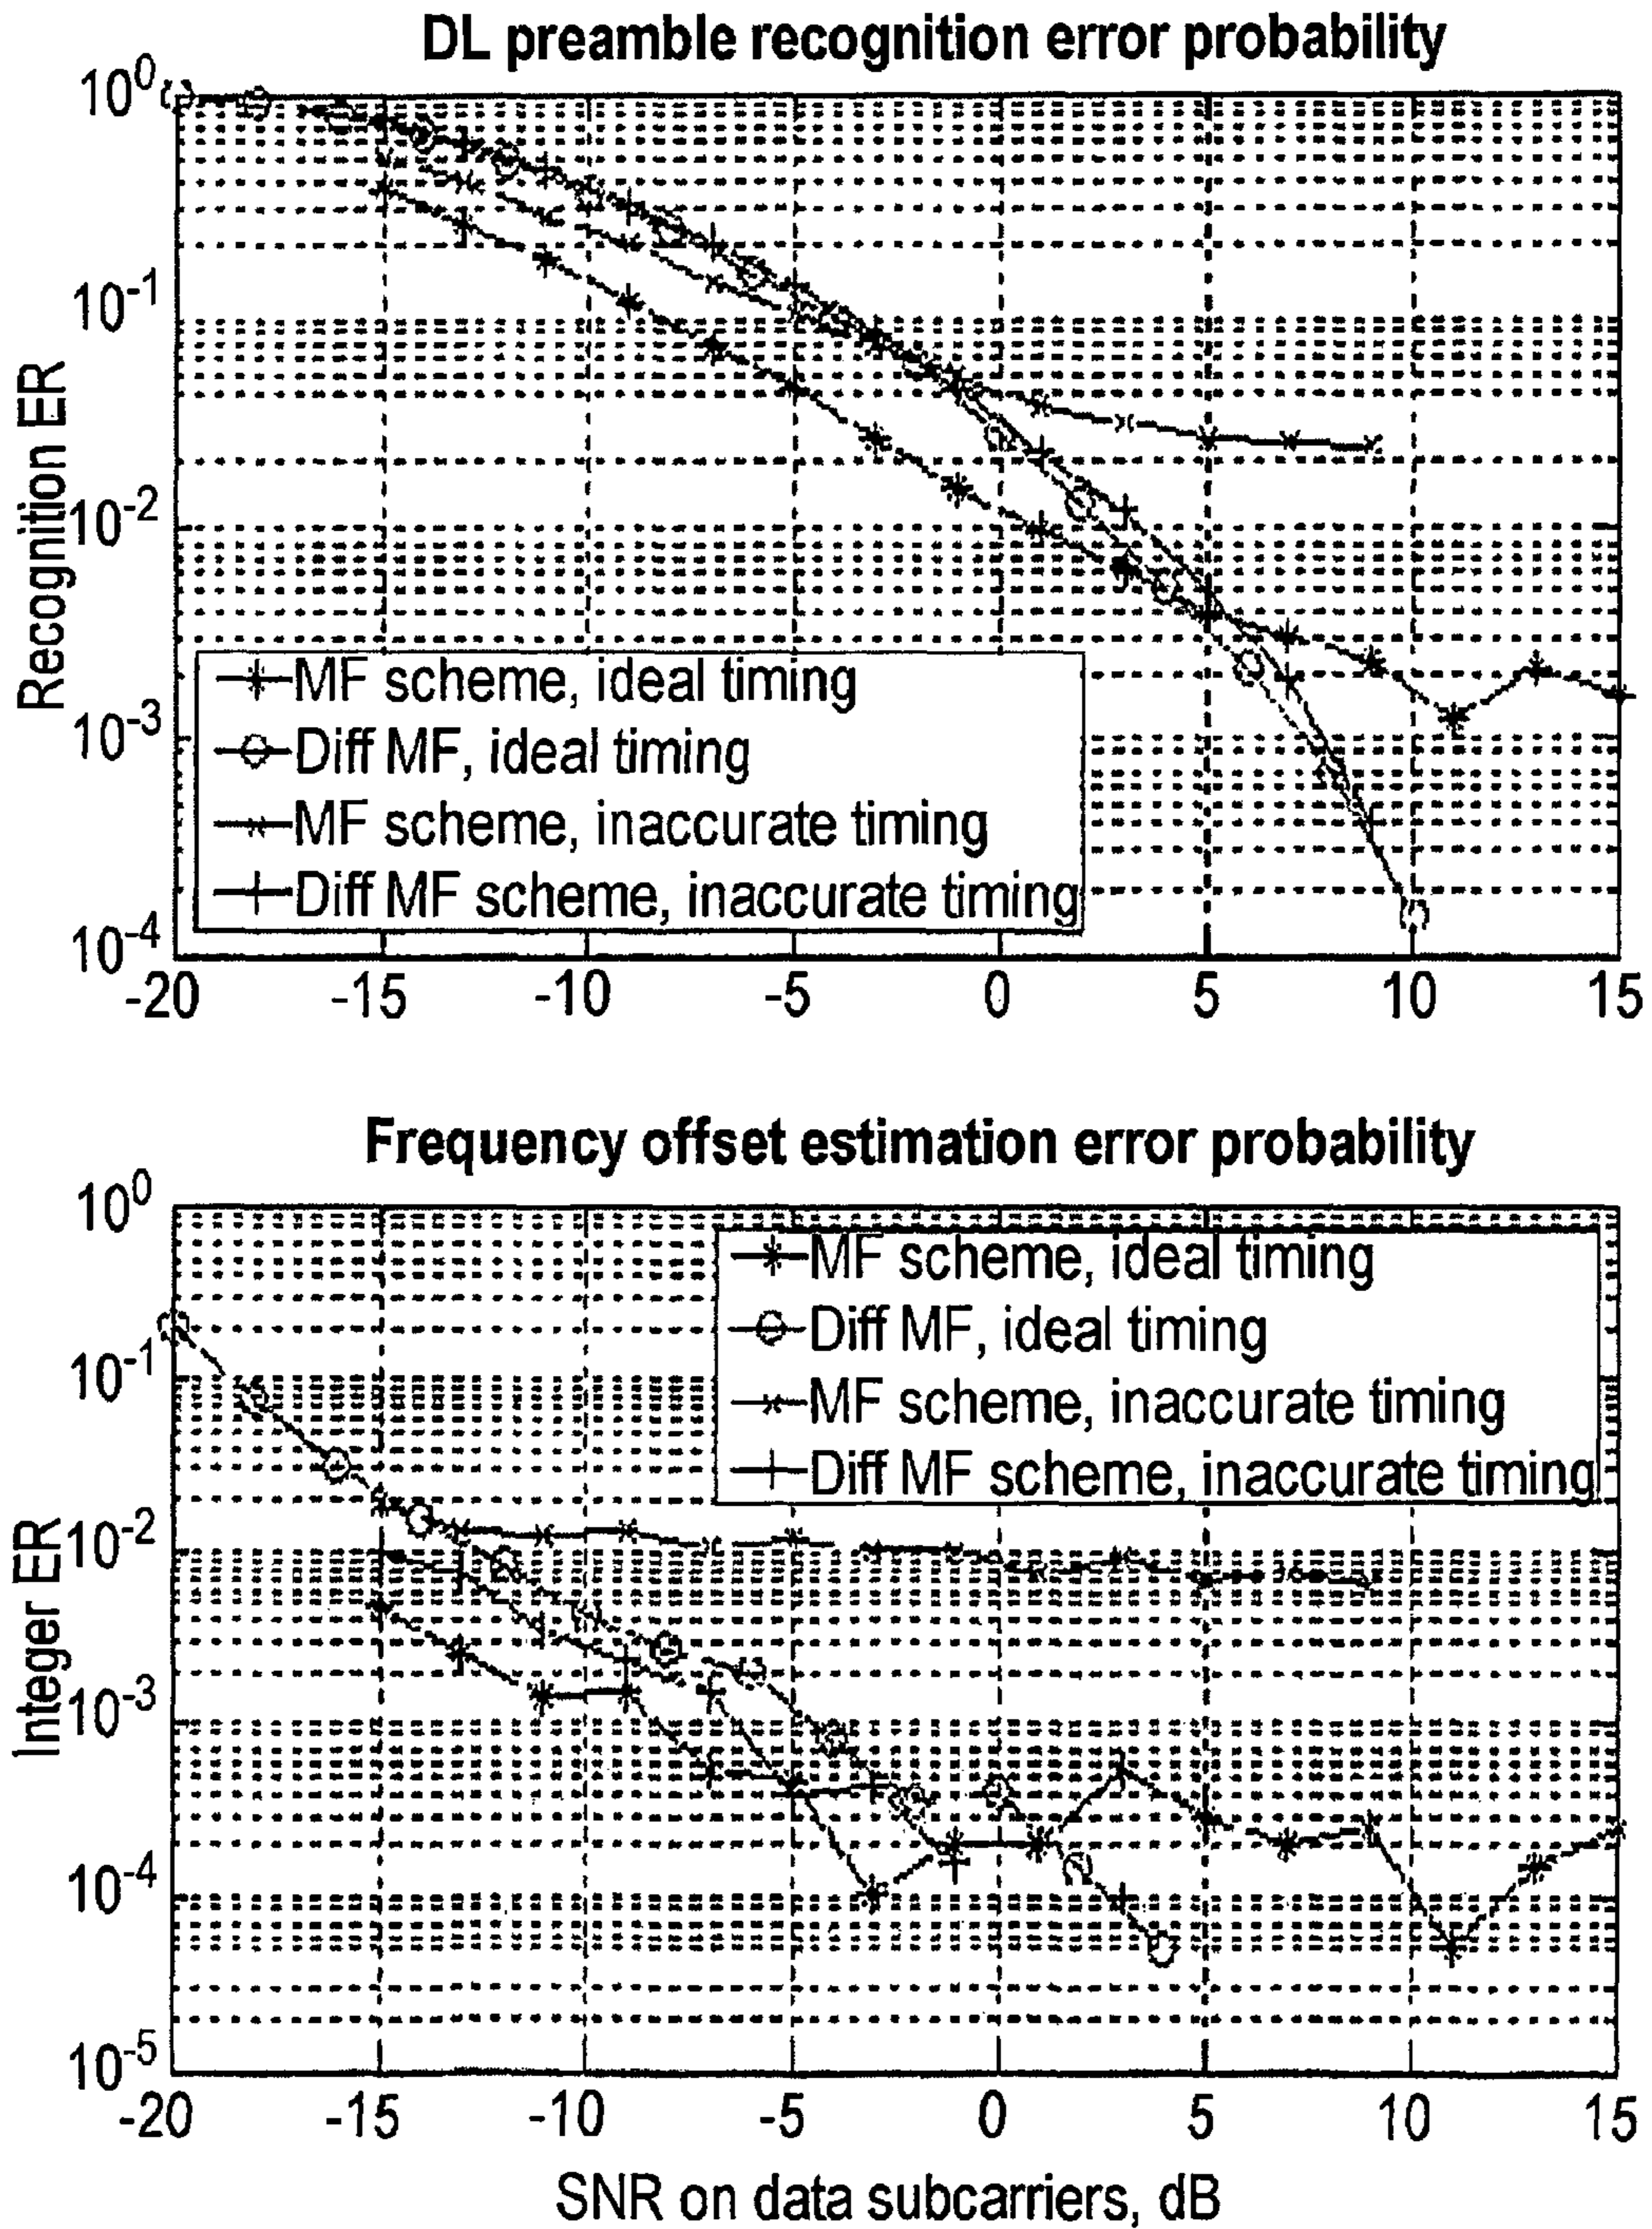 DL preamble recognition error probability
10^0
10^-1
10^-2
10^-3
10^-4
Recognition ER
MF scheme, ideal timing
Diff MF, ideal timing
MF scheme, inaccurate timing
Diff MF scheme, inaccurate timing
-20 -15 -10 -5 0 5 10 15
Frequency offset estimation error probability
10^0
10^-1
10^-2
10^-3
10^-4
10^-5
Integer ER
MF scheme, ideal timing
Diff MF, ideal timing
MF scheme, inaccurate timing
Diff MF scheme, inaccurate timing
-20 -15 -10 -5 0 5 10 15
SNR on data subcarriers, dB